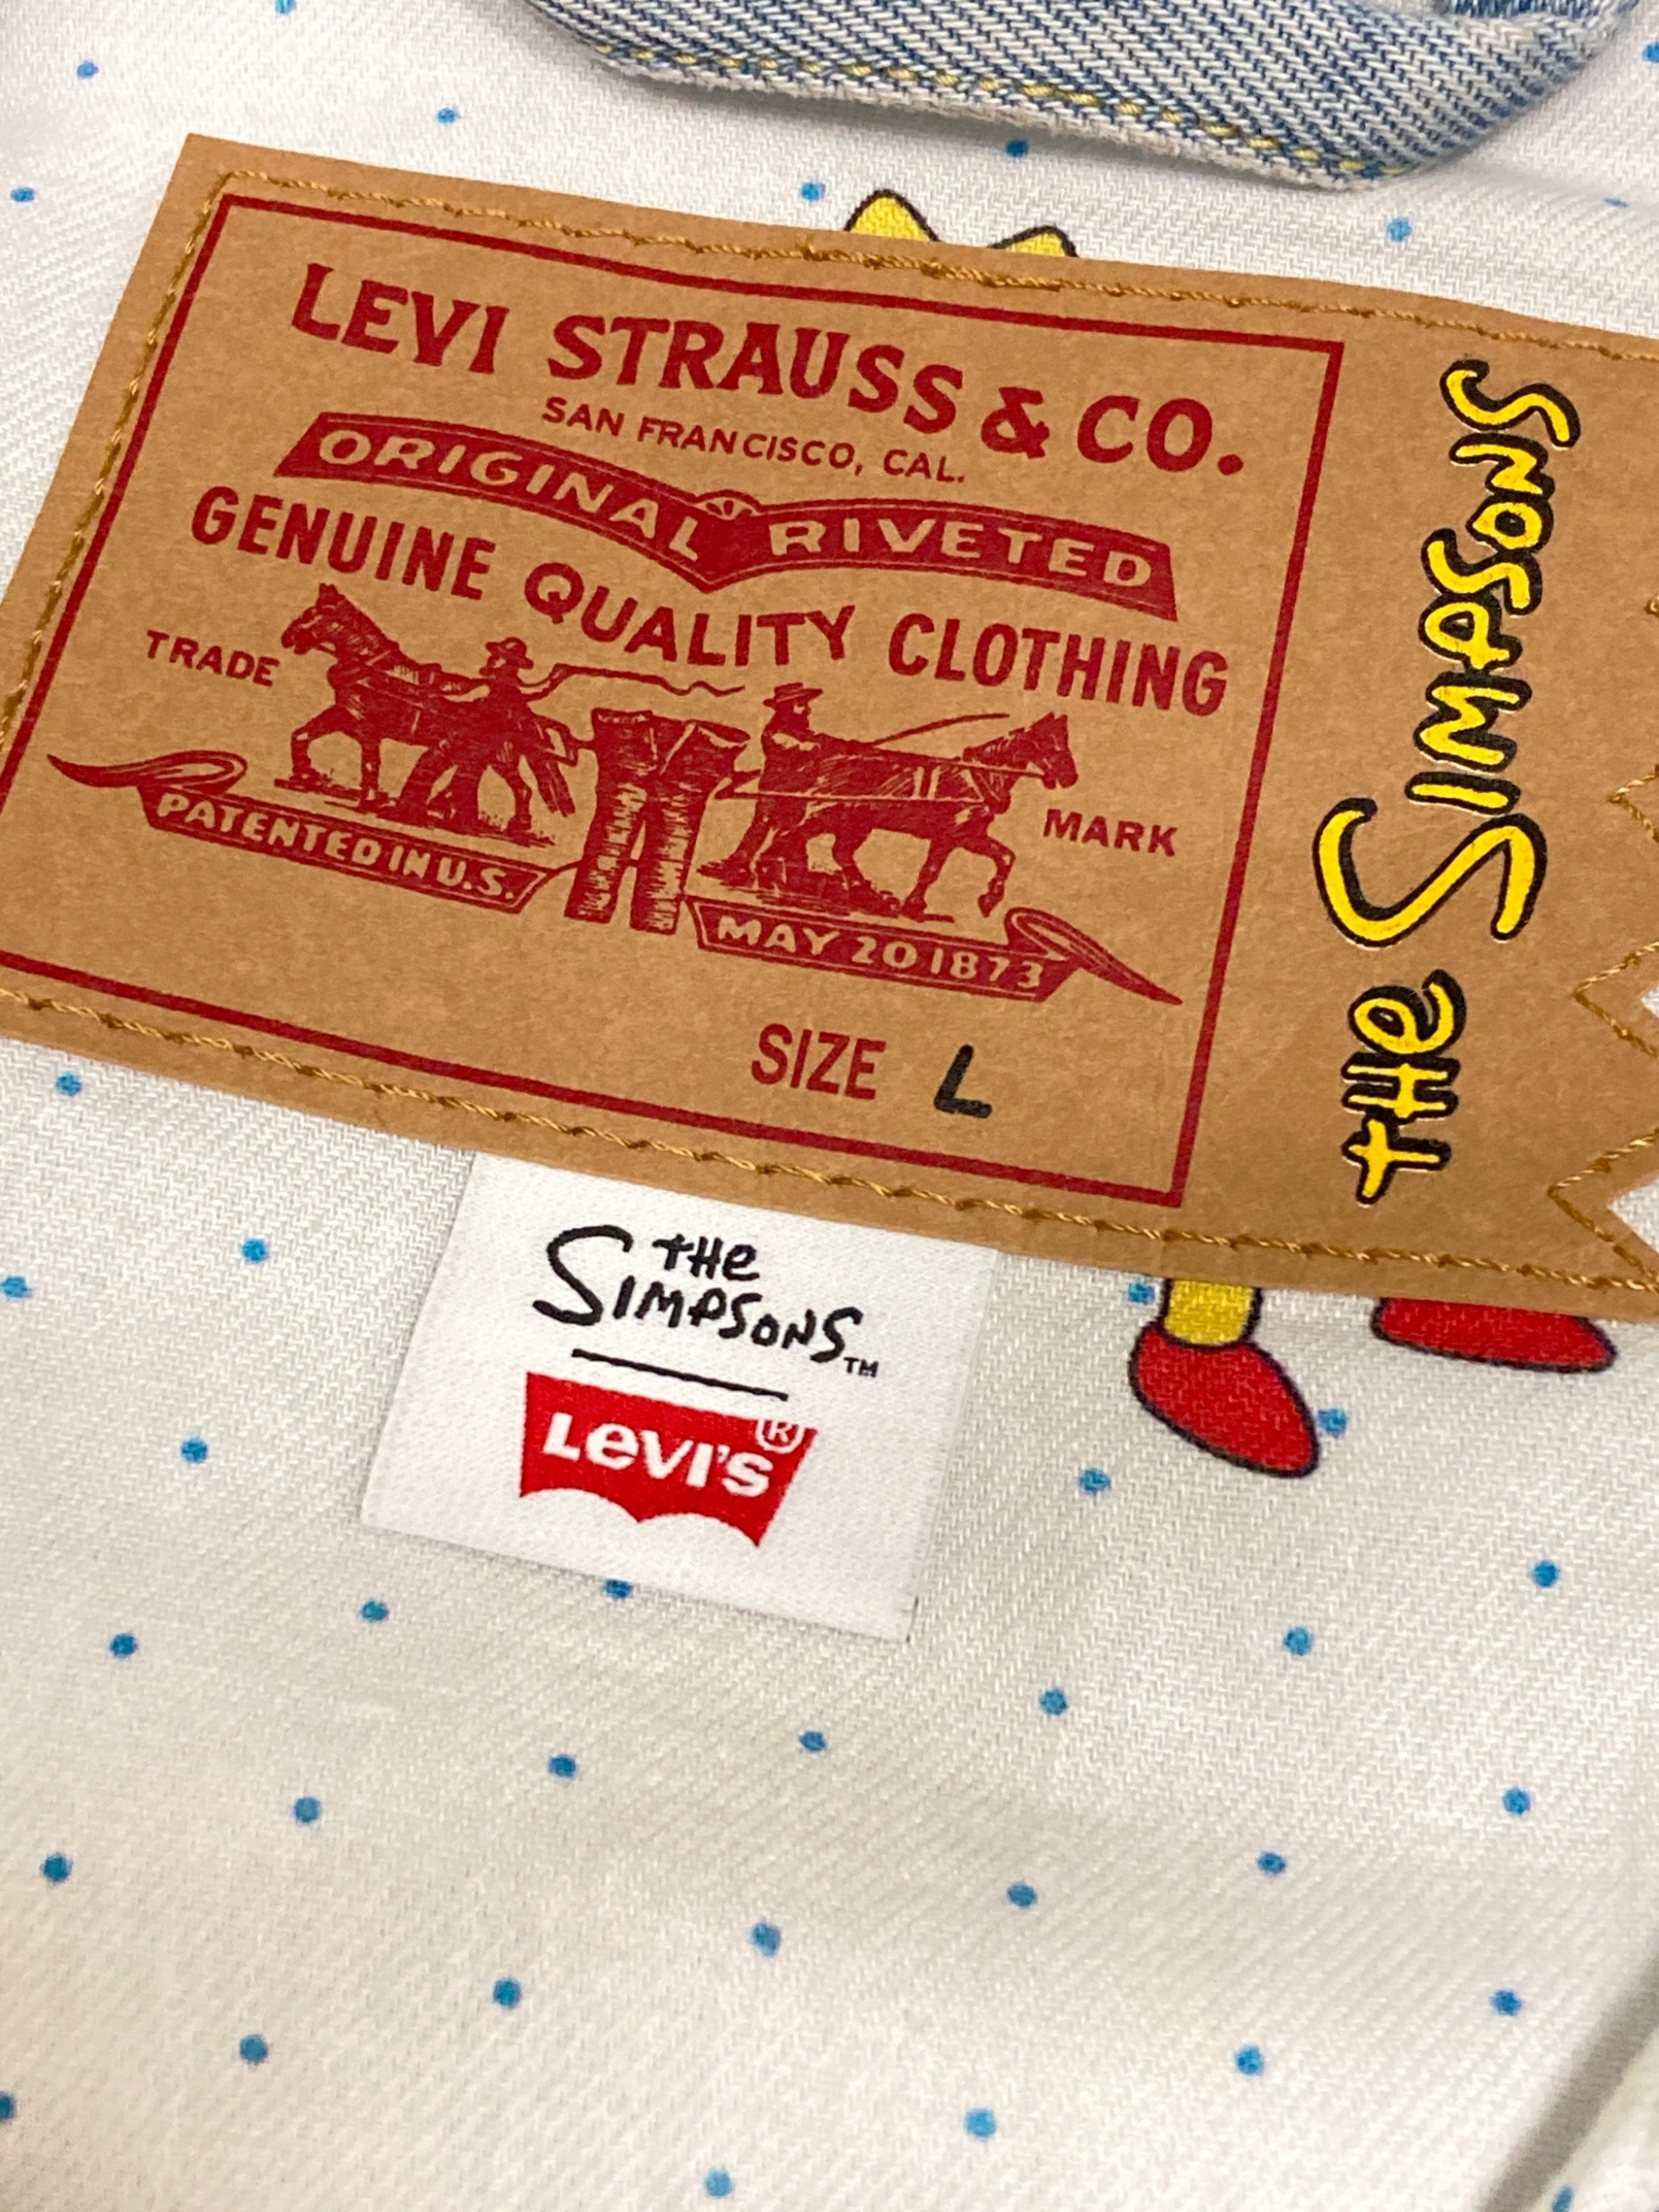 LEVI STRAUSS & CO.
SAN FRANCISCO, CAL.
ORIGINAL RIVETED
GENUINE QUALITY CLOTHING
TRADE
MARK
PATENTED IN U.S.
MAY 20 1873
SIZE L
THE SIMPSONS
THE
SIMPSONS™
LEVI'S®